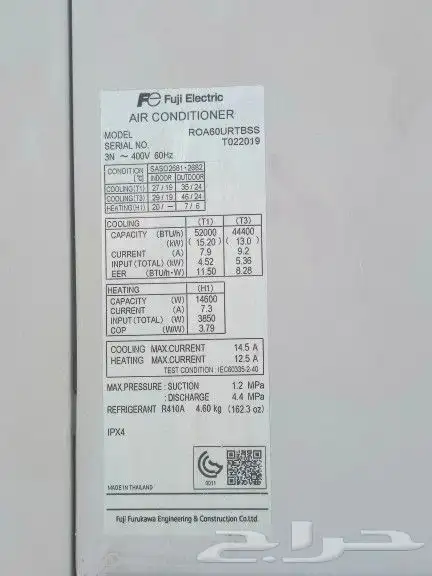 Fe Fuji Electric
AIR CONDITIONER
MODEL ROA60URTBSS
SERIAL NO. T022019
3N ~ 400V 60Hz
CONDITION [℃] SASO2681・2682
INDOOR OUTDOOR
COOLING(T1) 27 / 19 35 / 24
COOLING(T3) 29 / 19 46 / 24
HEATING(H1) 20 / - 7 / 6
COOLING (T1) (T3)
CAPACITY (BTU/h) 52000 44400
(kW) ( 15.20) ( 13.0 )
CURRENT (A) 7.9 9.2
INPUT (TOTAL) (kW) 4.52 5.36
EER (BTU/h・W) 11.50 8.28
HEATING (H1)
CAPACITY (W) 14600
CURRENT (A) 7.3
INPUT (TOTAL) (W) 3850
COP (W/W) 3.79
COOLING MAX.CURRENT 14.5 A
HEATING MAX.CURRENT 12.5 A
TEST CONDITION IEC60335-2-40
MAX.PRESSURE : SUCTION 1.2 MPa
: DISCHARGE 4.4 MPa
REFRIGERANT R410A 4.60 kg (162.3 oz)
IPX4
0011
MADE IN THAILAND
Fuji Furukawa Engineering & Construction Co.Ltd.
حراج